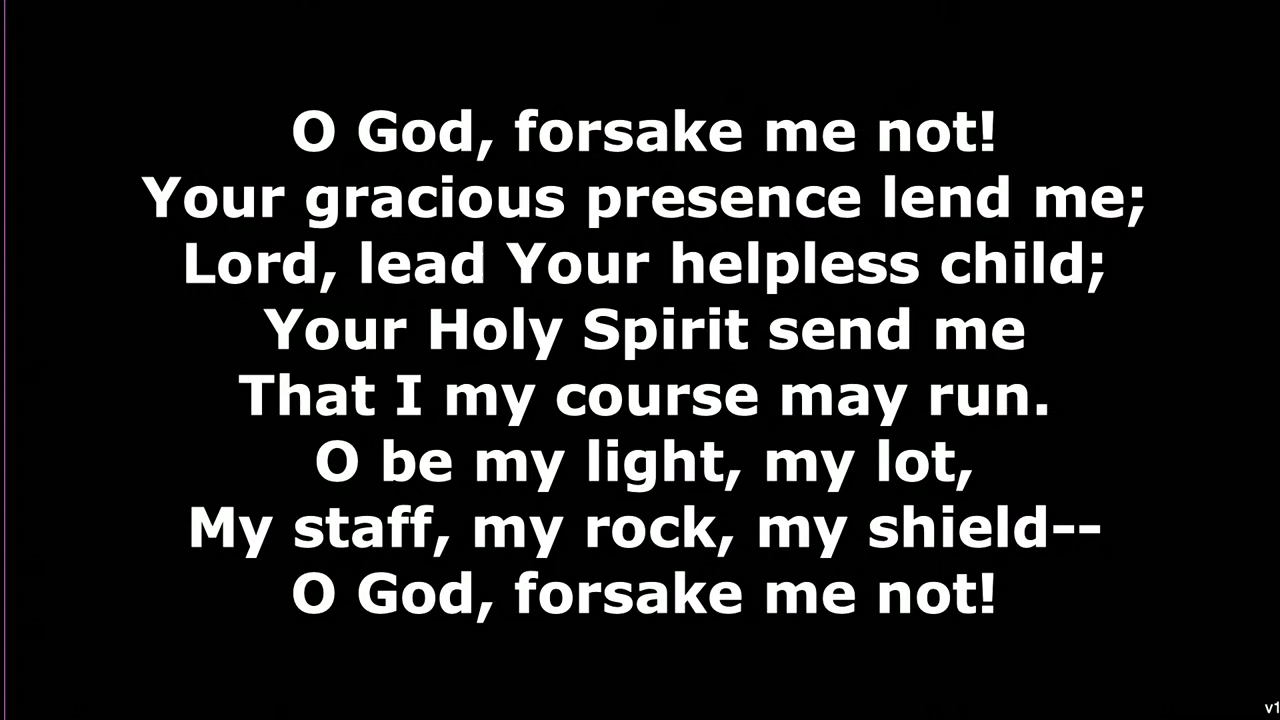 O God, forsake me not!
Your gracious presence lend me;
Lord, lead Your helpless child;
Your Holy Spirit send me
That I my course may run.
O be my light, my lot,
My staff, my rock, my shield--
O God, forsake me not!
v1